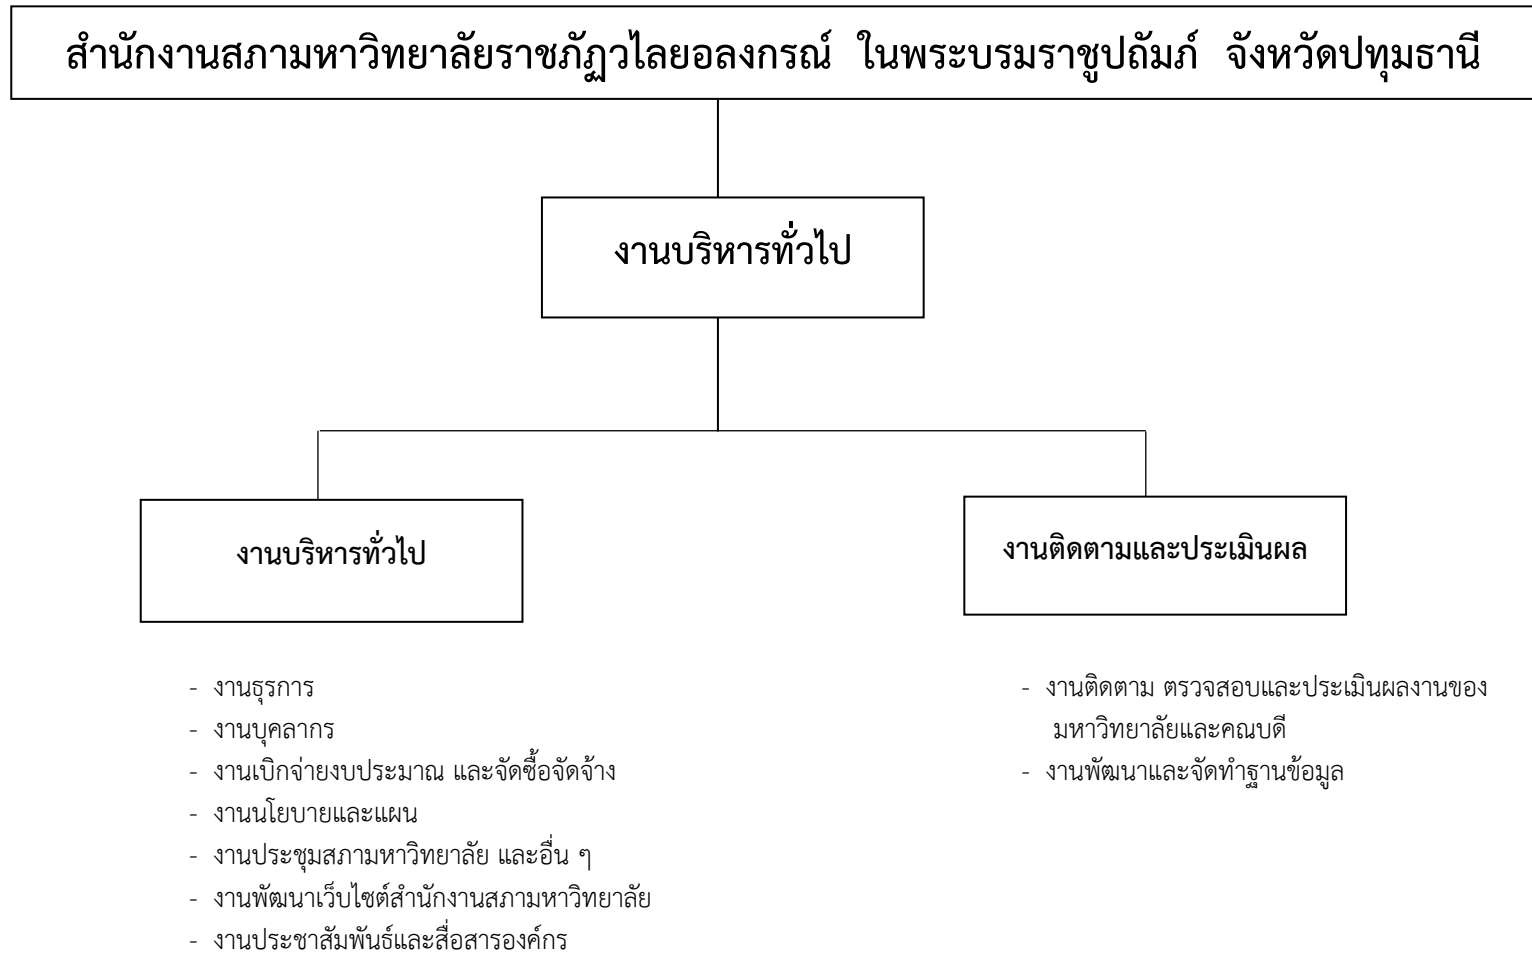 สำนักงานสภามหาวิทยาลัยราชภัฏวไลยอลงกรณ์ ในพระบรมราชูปถัมภ์ จังหวัดปทุมธานี
งานบริหารทั่วไป
งานบริหารทั่วไป
- งานธุรการ
- งานบุคลากร
- งานเบิกจ่ายงบประมาณ และจัดซื้อจัดจ้าง
- งานนโยบายและแผน
- งานประชุมสภามหาวิทยาลัย และอื่น ๆ
- งานพัฒนาเว็บไซต์สำนักงานสภามหาวิทยาลัย
- งานประชาสัมพันธ์และสื่อสารองค์กร
งานติดตามและประเมินผล
- งานติดตาม ตรวจสอบและประเมินผลงานของ
มหาวิทยาลัยและคณบดี
- งานพัฒนาและจัดทำฐานข้อมูล